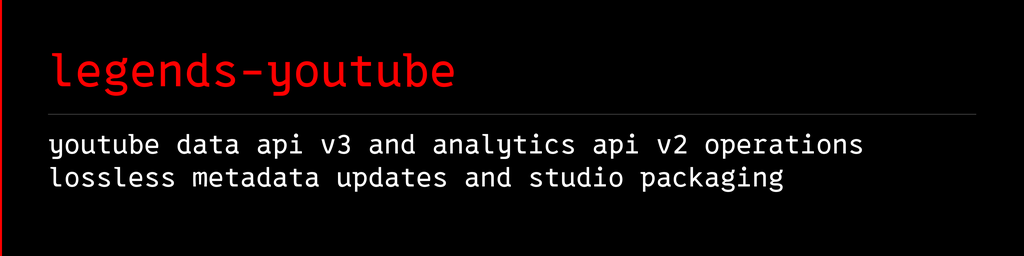 legends-youtube
youtube data api v3 and analytics api v2 operations
lossless metadata updates and studio packaging